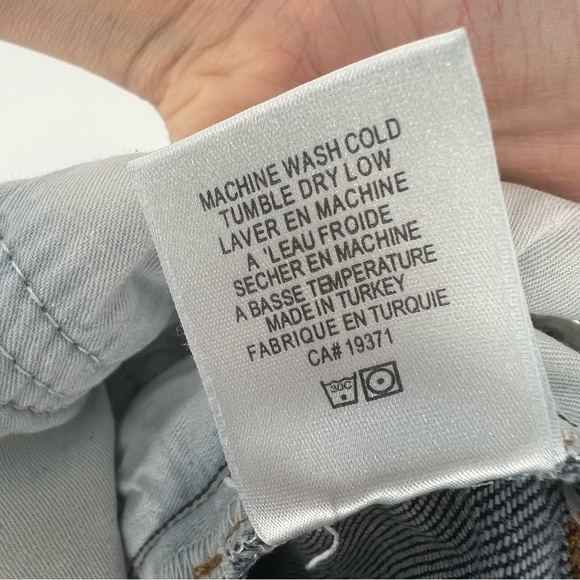 MACHINE WASH COLD
TUMBLE DRY LOW
LAVER EN MACHINE
A 'LEAU FROIDE
SECHER EN MACHINE
A BASSE TEMPERATURE
MADE IN TURKEY
FABRIQUE EN TURQUIE
CA# 19371
30C